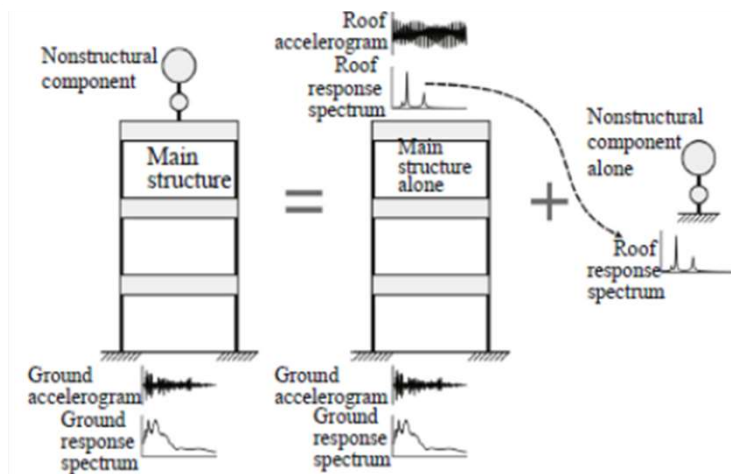 Nonstructural
component
Main
structure
Ground
accelerogram
Ground
response
spectrum
=
Roof
accelerogram
Roof
response
spectrum
Main
structure
alone
Ground
accelerogram
Ground
response
spectrum
+
Nonstructural
component
alone
Roof
response
spectrum